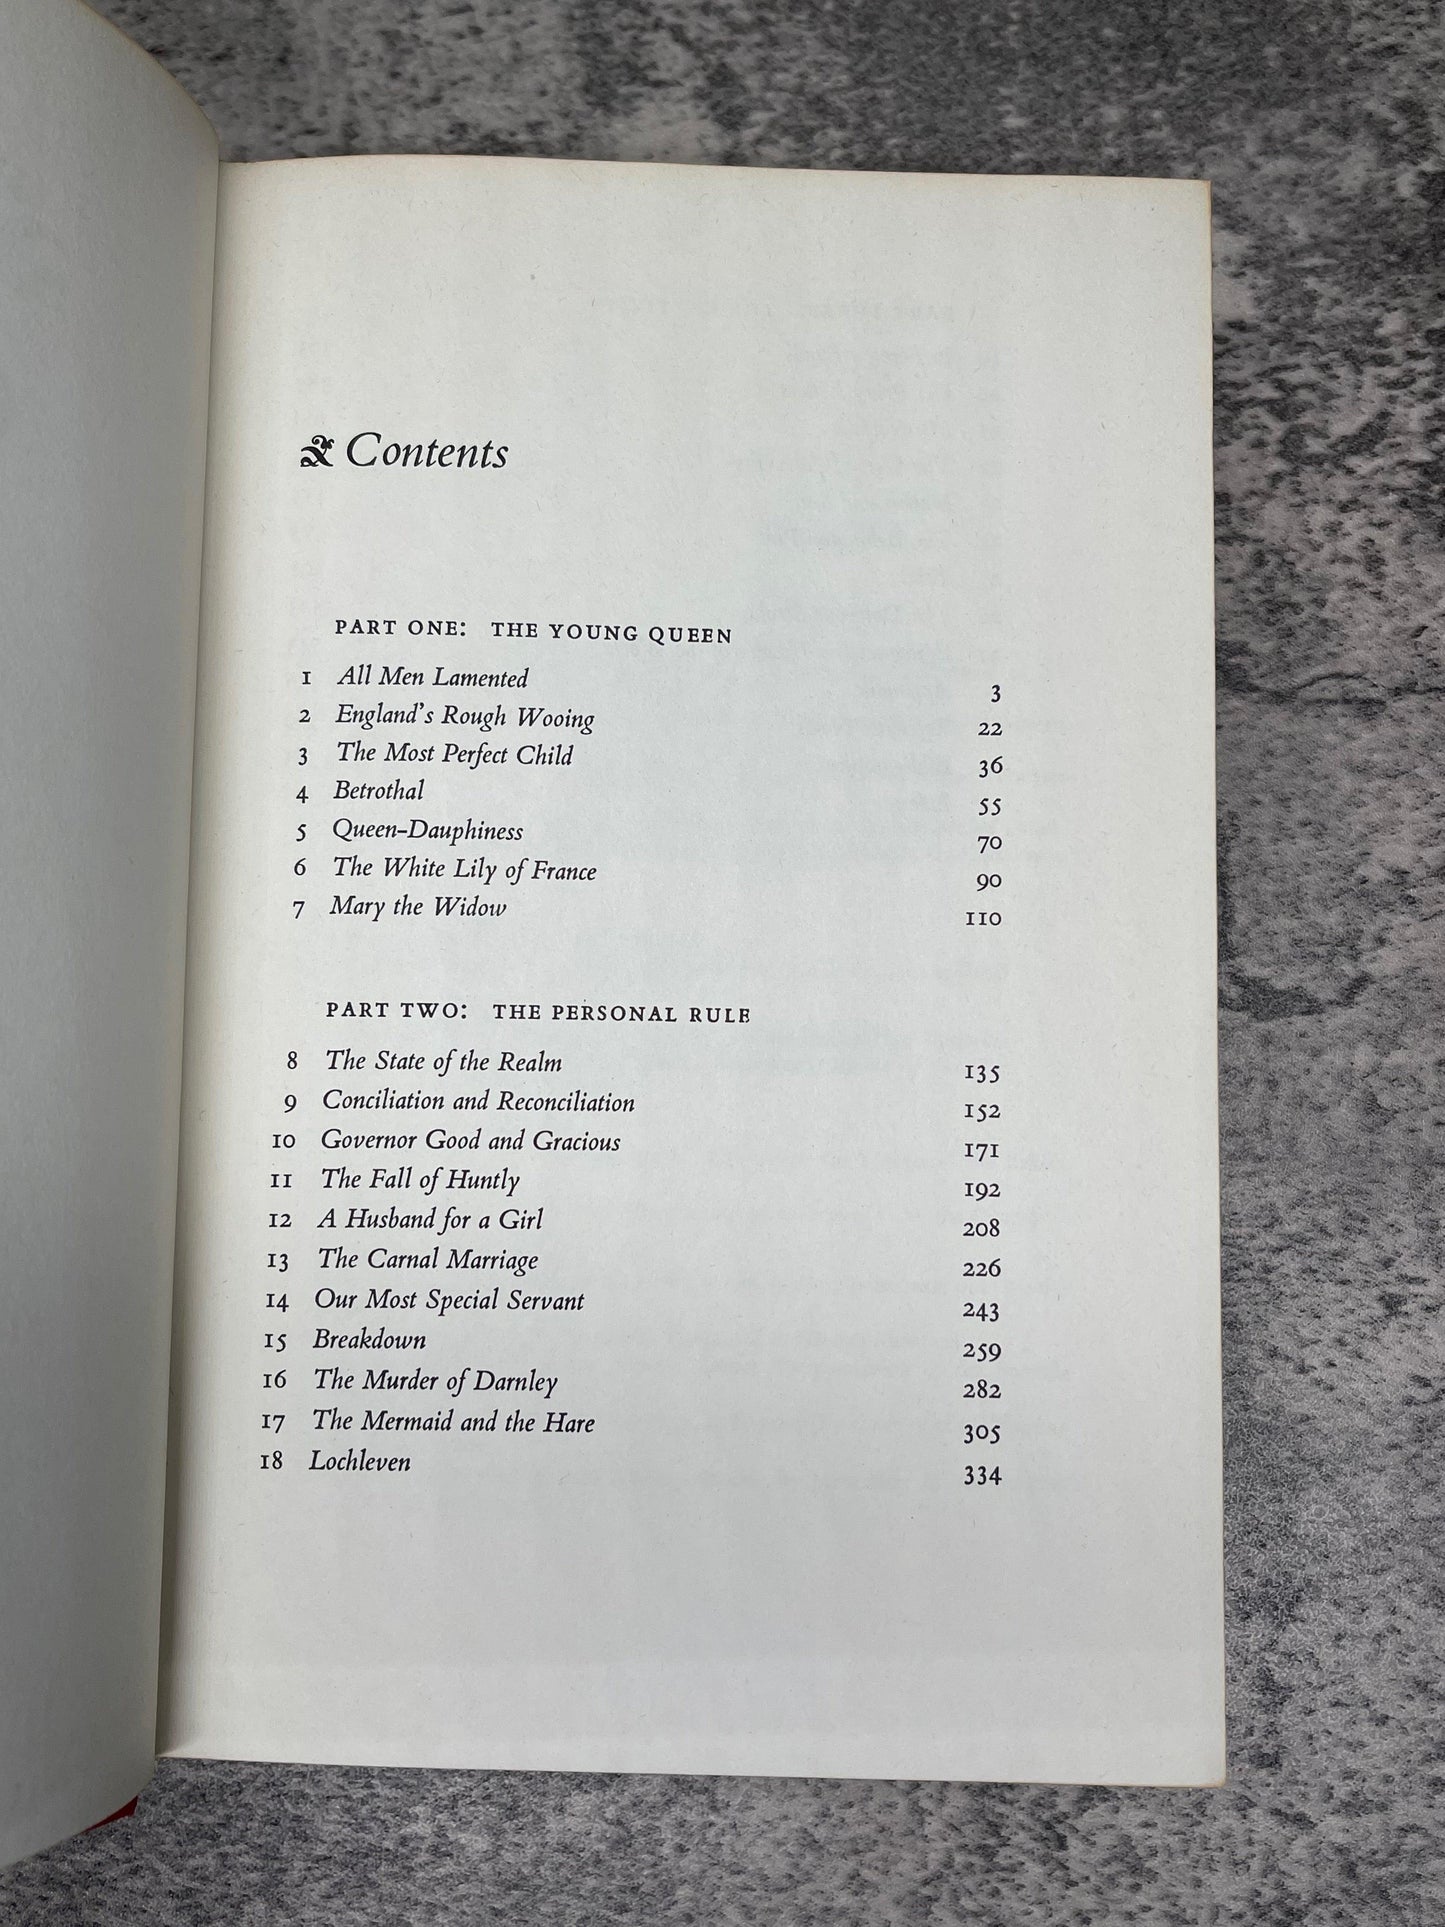 Contents
PART ONE: THE YOUNG QUEEN
1 All Men Lamented 3
2 England's Rough Wooing 22
3 The Most Perfect Child 36
4 Betrothal 55
5 Queen-Dauphiness 70
6 The White Lily of France 90
7 Mary the Widow 110
PART TWO: THE PERSONAL RULE
8 The State of the Realm 135
9 Conciliation and Reconciliation 152
10 Governor Good and Gracious 171
11 The Fall of Huntly 192
12 A Husband for a Girl 208
13 The Carnal Marriage 226
14 Our Most Special Servant 243
15 Breakdown 259
16 The Murder of Darnley 282
17 The Mermaid and the Hare 305
18 Lochleven 334